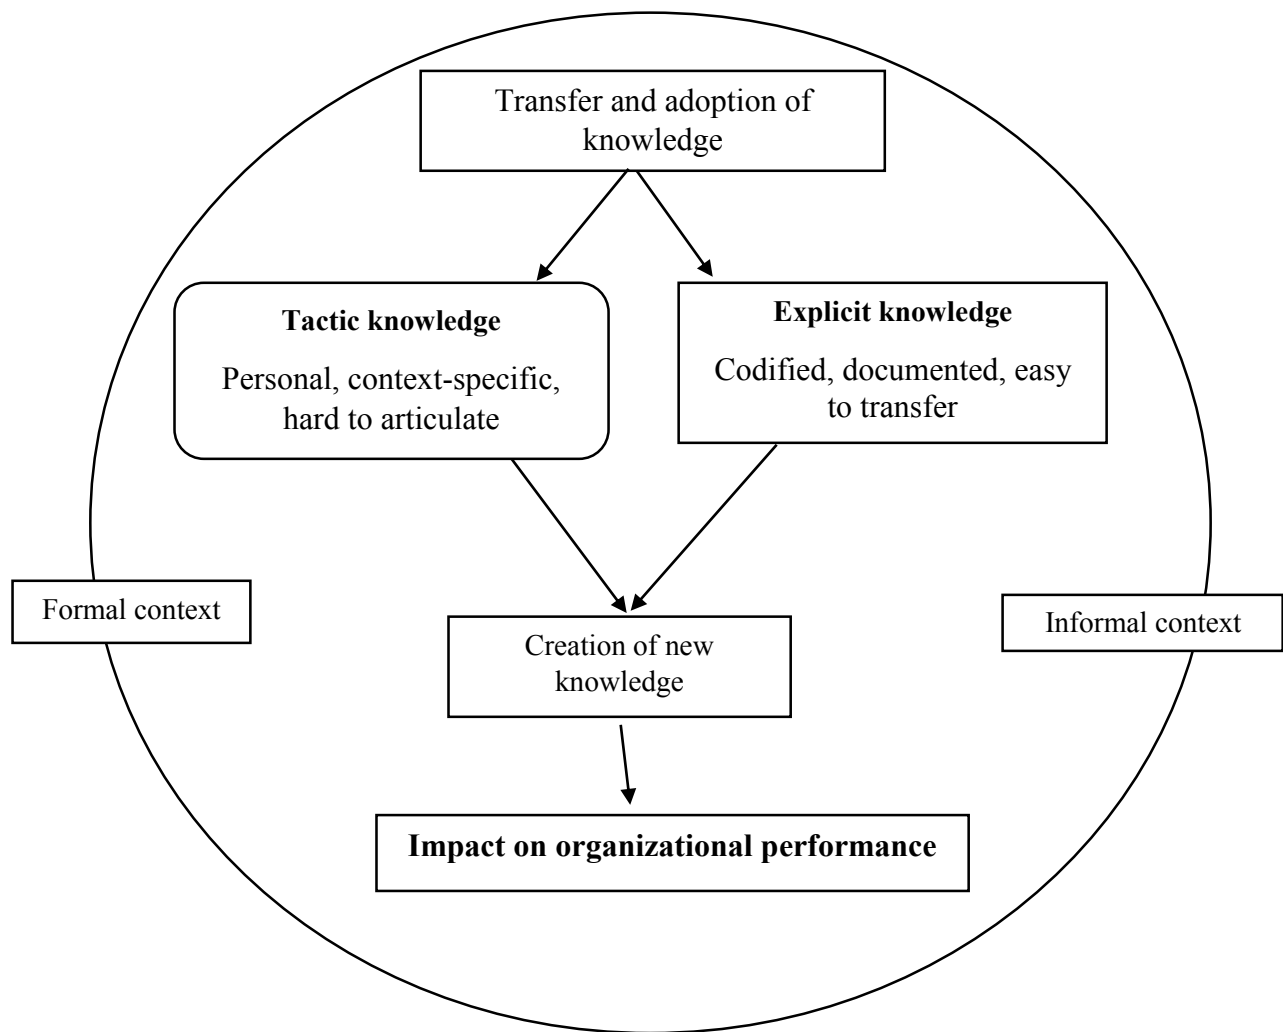 Transfer and adoption of
knowledge
Tactic knowledge
Personal, context-specific,
hard to articulate
Explicit knowledge
Codified, documented, easy
to transfer
Formal context
Informal context
Creation of new
knowledge
Impact on organizational performance